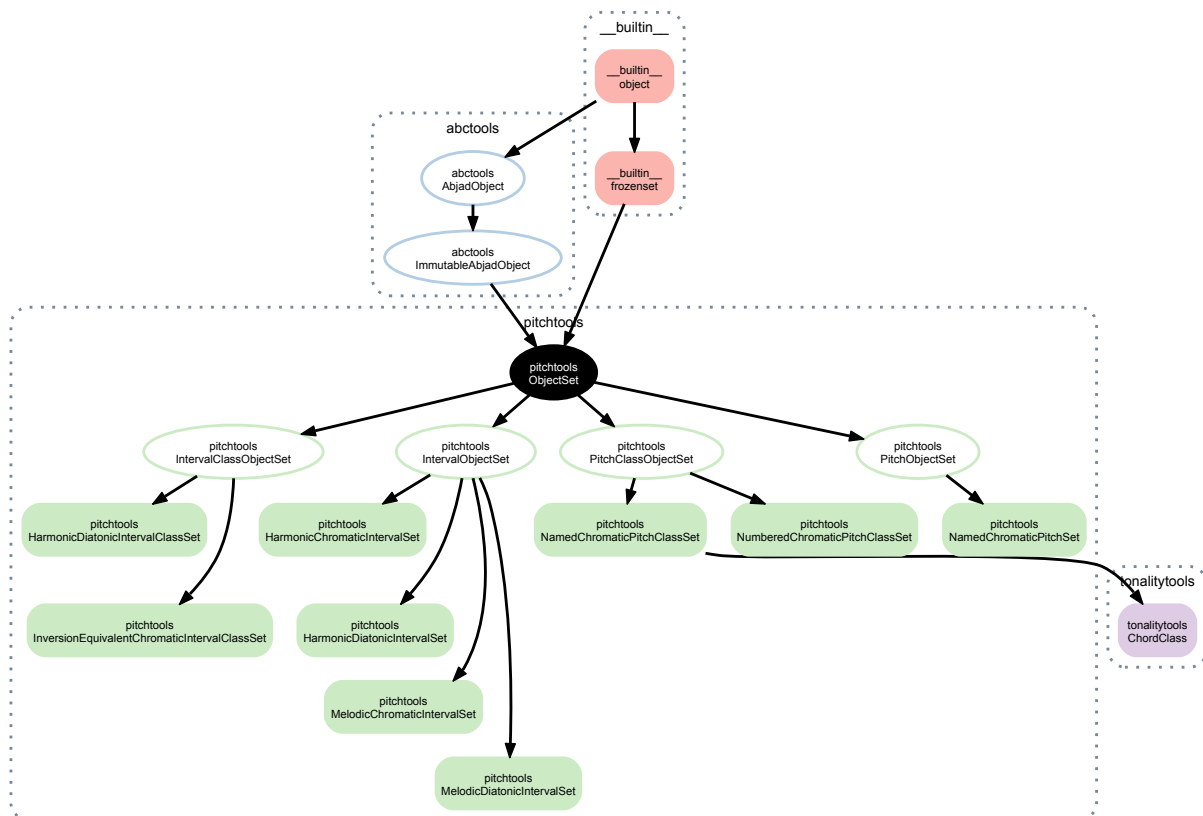 __builtin__
__builtin__
object
abctools
abctools
AbjadObject
__builtin__
frozenset
abctools
ImmutableAbjadObject
pitchtools
pitchtools
ObjectSet
pitchtools
IntervalClassObjectSet
pitchtools
IntervalObjectSet
pitchtools
PitchClassObjectSet
pitchtools
PitchObjectSet
pitchtools
HarmonicDiatonicIntervalClassSet
pitchtools
HarmonicChromaticIntervalSet
pitchtools
NamedChromaticPitchClassSet
pitchtools
NumberedChromaticPitchClassSet
pitchtools
NamedChromaticPitchSet
tonalitytools
pitchtools
InversionEquivalentChromaticIntervalClassSet
pitchtools
HarmonicDiatonicIntervalSet
tonalitytools
ChordClass
pitchtools
MelodicChromaticIntervalSet
pitchtools
MelodicDiatonicIntervalSet